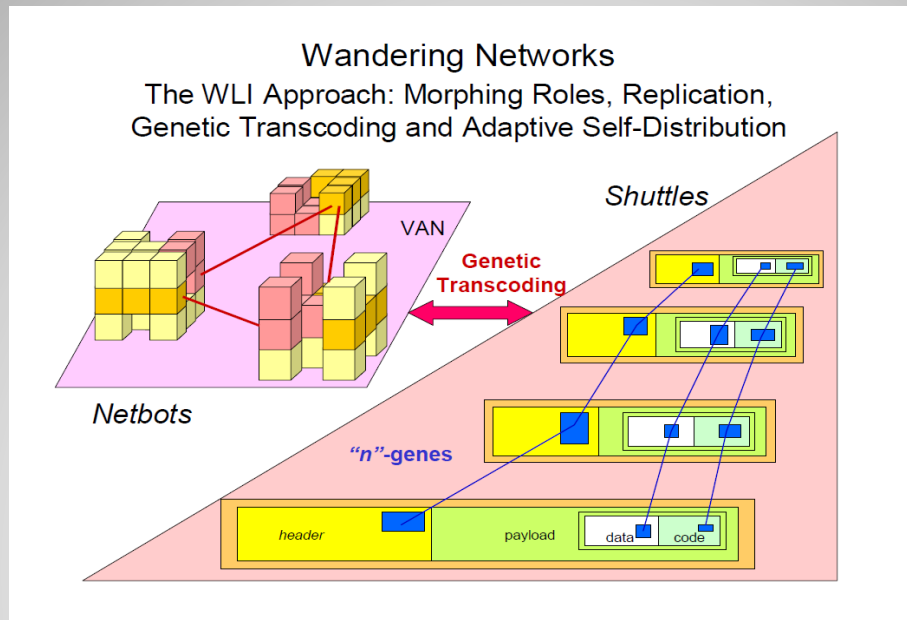 Wandering Networks
The WLI Approach: Morphing Roles, Replication,
Genetic Transcoding and Adaptive Self-Distribution
Shuttles
VAN
Genetic
Transcoding
Netbots
“n”-genes
header
payload
data
code